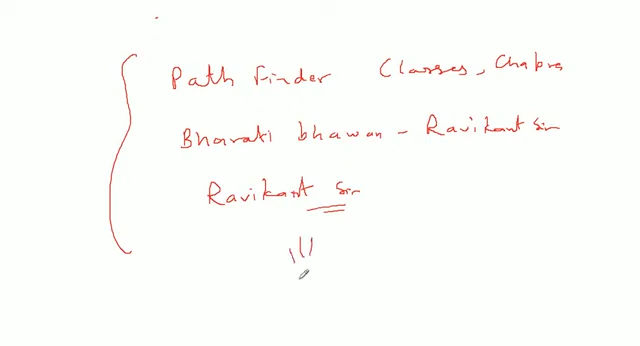 Path Finder Classes, Chabra
Bharati bhawan - Ravikant Sir
Ravikant Sir